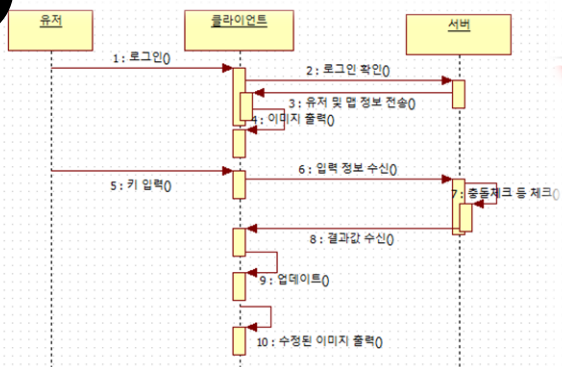 유저
클라이언트
서버
1 : 로그인()
2 : 로그인 확인()
3 : 유저 및 맵 정보 전송()
4 : 이미지 출력()
5 : 키 입력()
6 : 입력 정보 수신()
7 : 충돌체크 등 체크()
8 : 결과값 수신()
9 : 업데이트()
10 : 수정된 이미지 출력()